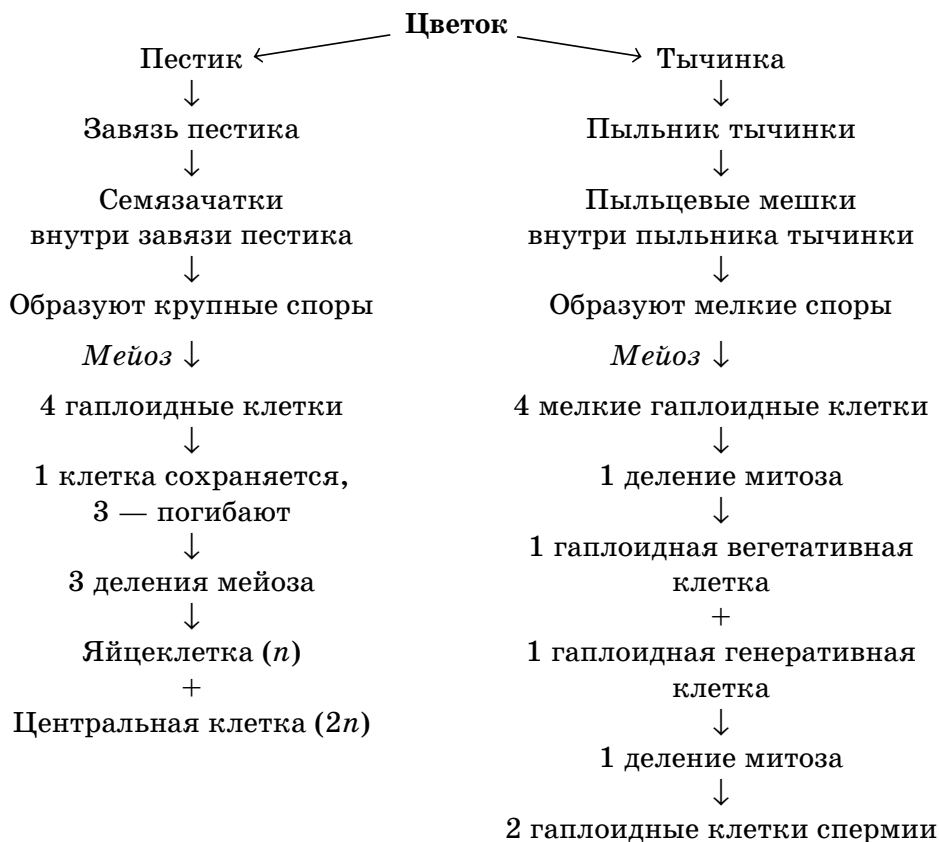 Цветок
Пестик
Завязь пестика
Семязачатки
внутри завязи пестика
Образуют крупные споры
Мейоз
4 гаплоидные клетки
1 клетка сохраняется,
3 — погибают
3 деления мейоза
Яйцеклетка (n)
+
Центральная клетка (2n)
Тычинка
Пыльник тычинки
Пыльцевые мешки
внутри пыльника тычинки
Образуют мелкие споры
Мейоз
4 мелкие гаплоидные клетки
1 деление митоза
1 гаплоидная вегетативная
клетка
+
1 гаплоидная генеративная
клетка
1 деление митоза
2 гаплоидные клетки спермии